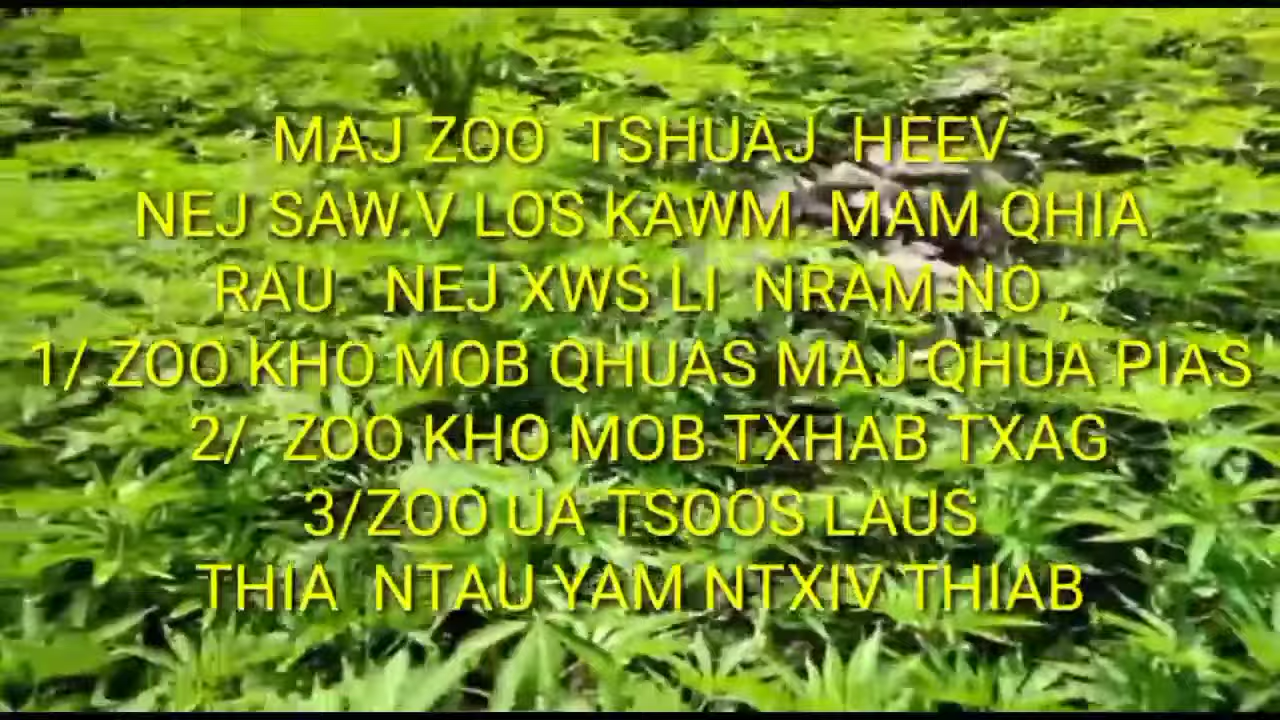 MAJ ZOO TSHUAJ HEEV
NEJ SAW.V LOS KAWM. MAM QHIA
RAU. NEJ XWS LI NRAM NO ,
1/ ZOO KHO MOB QHUAS MAJ QHUA PIAS
2/ ZOO KHO MOB TXHAB TXAG
3/ZOO UA TSOOS LAUS
THIA NTAU YAM NTXIV THIAB